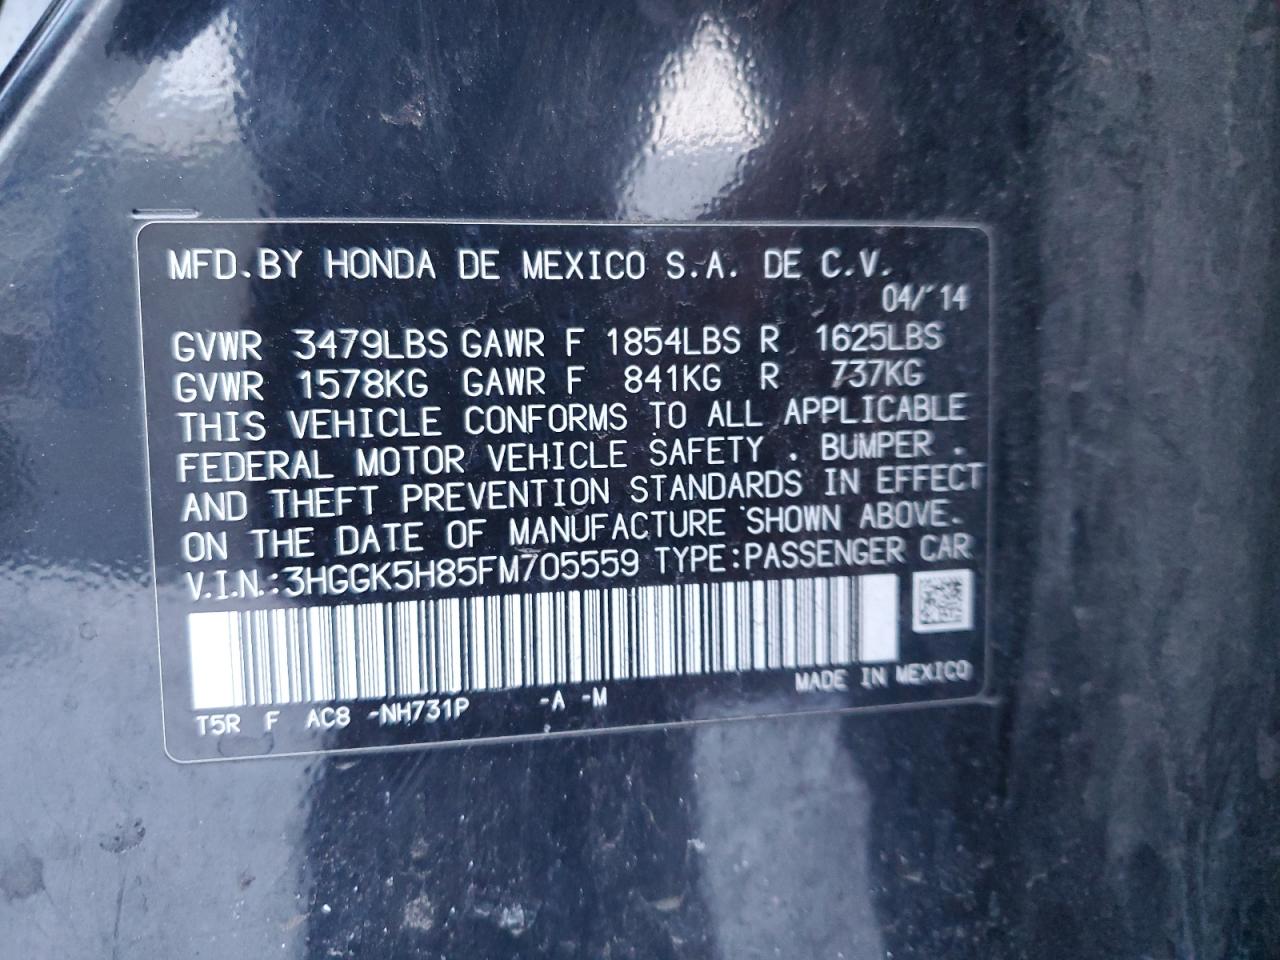 MFD.BY HONDA DE MEXICO S.A. DE C.V.
04/'14
GVWR 3479LBS GAWR F 1854LBS R 1625LBS
GVWR 1578KG GAWR F 841KG R 737KG
THIS VEHICLE CONFORMS TO ALL APPLICABLE
FEDERAL MOTOR VEHICLE SAFETY . BUMPER .
AND THEFT PREVENTION STANDARDS IN EFFECT
ON THE DATE OF MANUFACTURE SHOWN ABOVE.
V.I.N.:3HGGK5H85FM705559 TYPE:PASSENGER CAR
MADE IN MEXICO
T5R F AC8 -NH731P -A -M